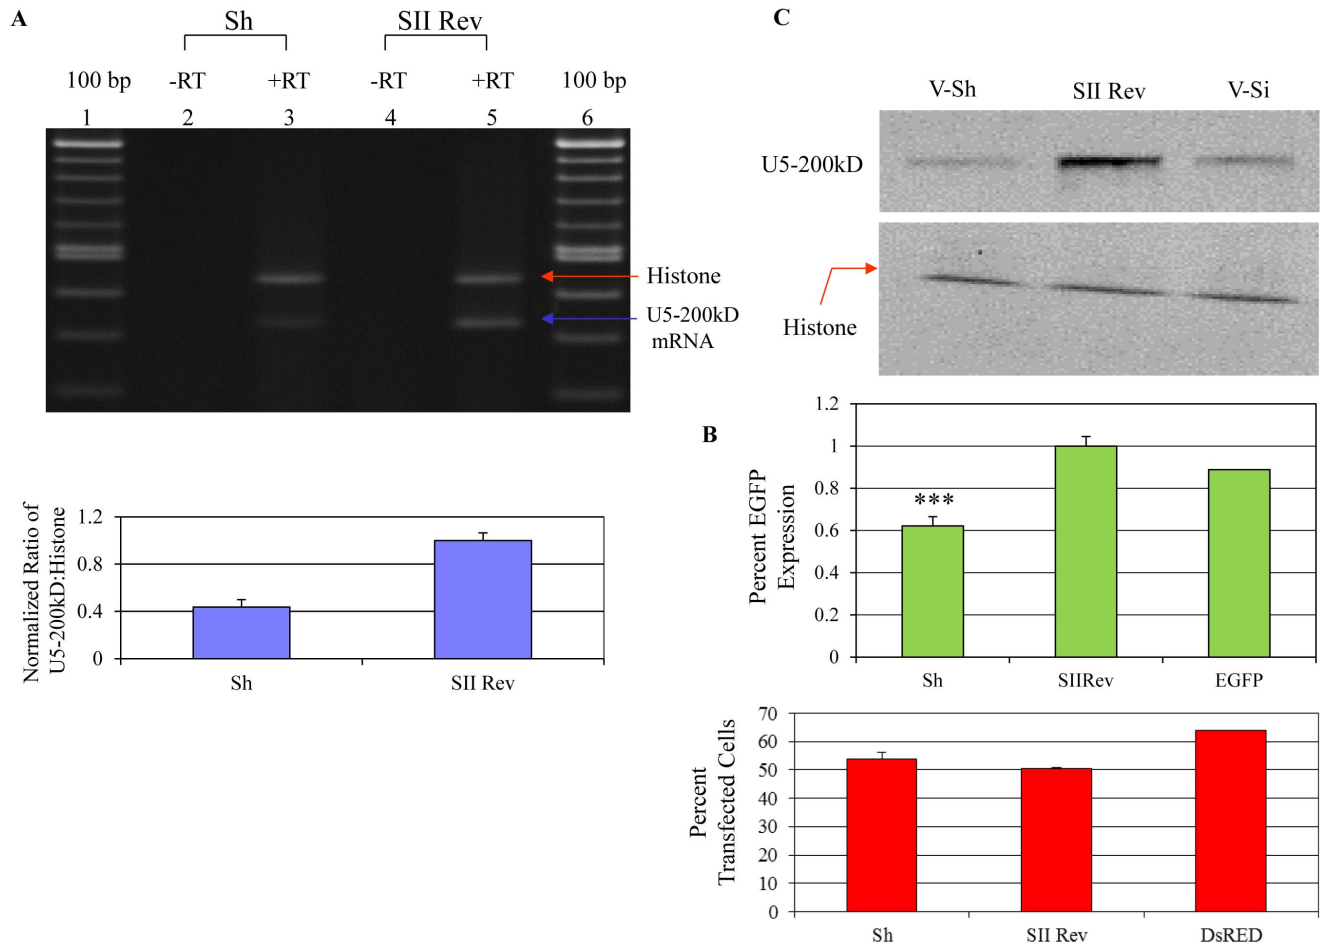 A
Sh
SII Rev
100 bp
-RT
+RT
-RT
+RT
100 bp
1
2
3
4
5
6
Histone
U5-200kD
mRNA
Normalized Ratio of
U5-200kD:Histone
1.2
0.8
0.4
0
Sh
SII Rev
C
V-Sh
SII Rev
V-Si
U5-200kD
Histone
B
Percent EGFP
Expression
1.2
1
0.8
0.6
0.4
0.2
0
***
Sh
SIIRev
EGFP
Percent
Transfected Cells
70
60
50
40
30
20
10
0
Sh
SII Rev
DsRED